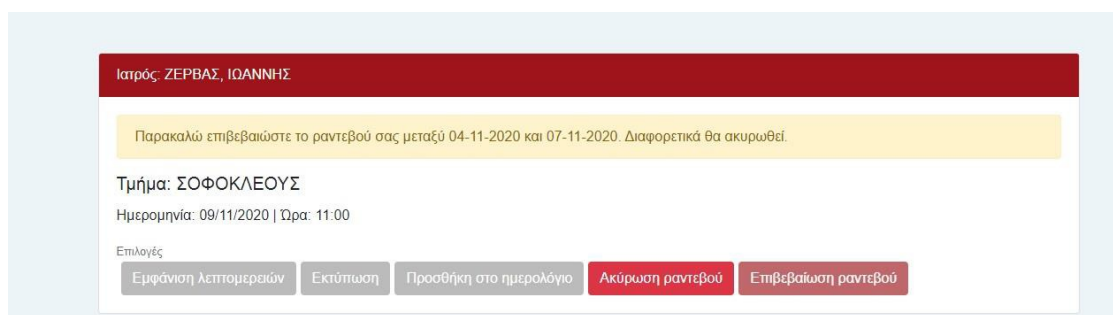 Ιατρός: ΖΕΡΒΑΣ, ΙΩΑΝΝΗΣ
Παρακαλώ επιβεβαιώστε το ραντεβού σας μεταξύ 04-11-2020 και 07-11-2020. Διαφορετικά θα ακυρωθεί.
Τμήμα: ΣΟΦΟΚΛΕΟΥΣ
Ημερομηνία: 09/11/2020 | Ώρα: 11:00
Επιλογές
Εμφάνιση λεπτομερειών Εκτύπωση Προσθήκη στο ημερολόγιο Ακύρωση ραντεβού Επιβεβαίωση ραντεβού